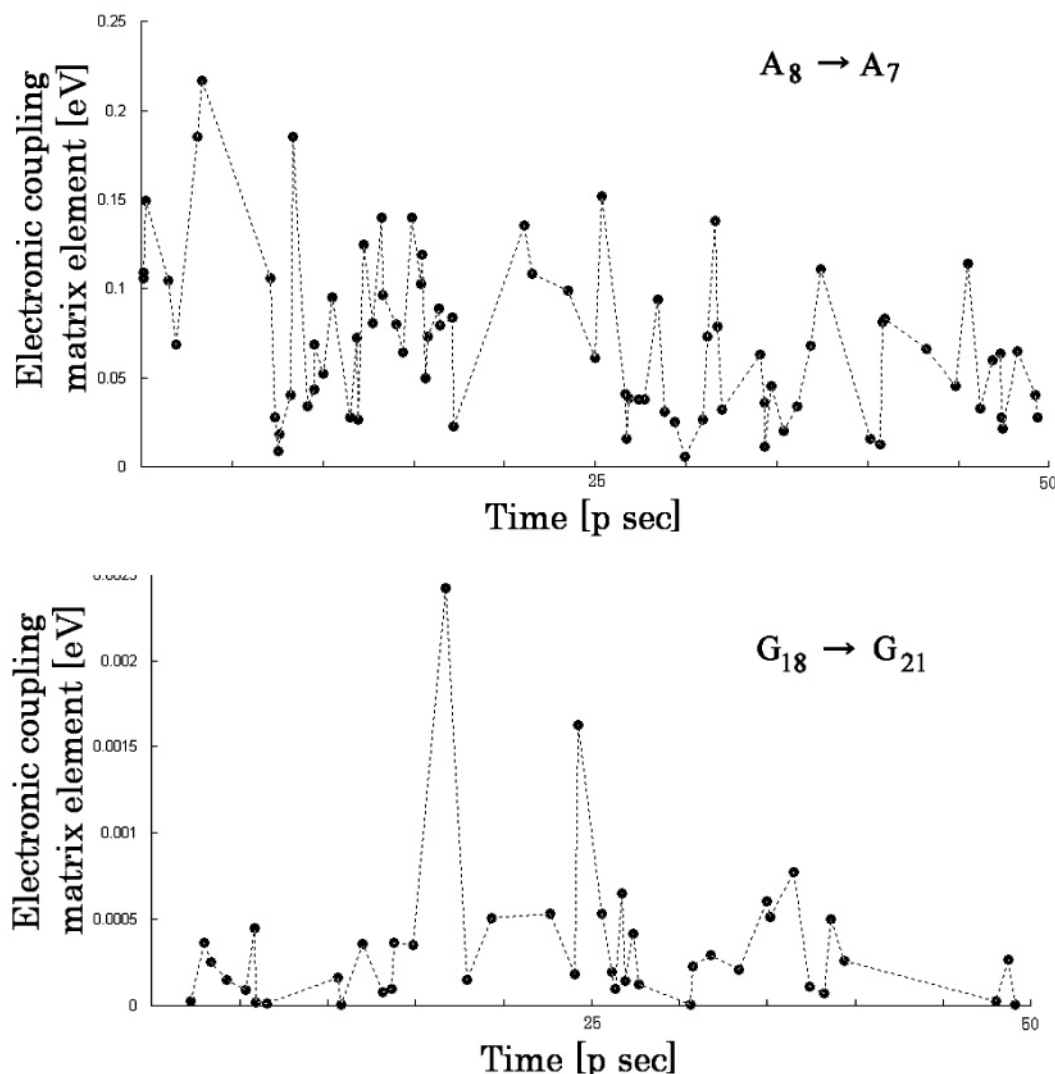 Electronic coupling
matrix element [eV]
0.25
0.2
0.15
0.1
0.05
0
A8 → A7
25
50
Time [p sec]
Electronic coupling
matrix element [eV]
0.0025
0.002
0.0015
0.001
0.0005
0
G18 → G21
25
50
Time [p sec]